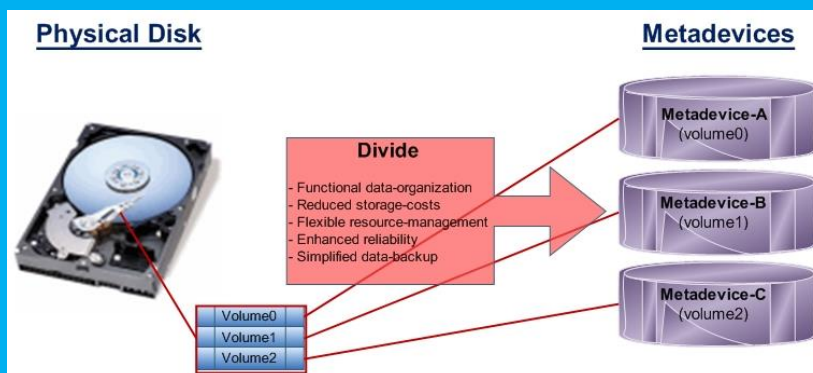 Physical Disk
Metadevices
Divide
- Functional data-organization
- Reduced storage-costs
- Flexible resource-management
- Enhanced reliability
- Simplified data-backup
Metadevice-A
(volume0)
Metadevice-B
(volume1)
Metadevice-C
(volume2)
Volume0
Volume1
Volume2